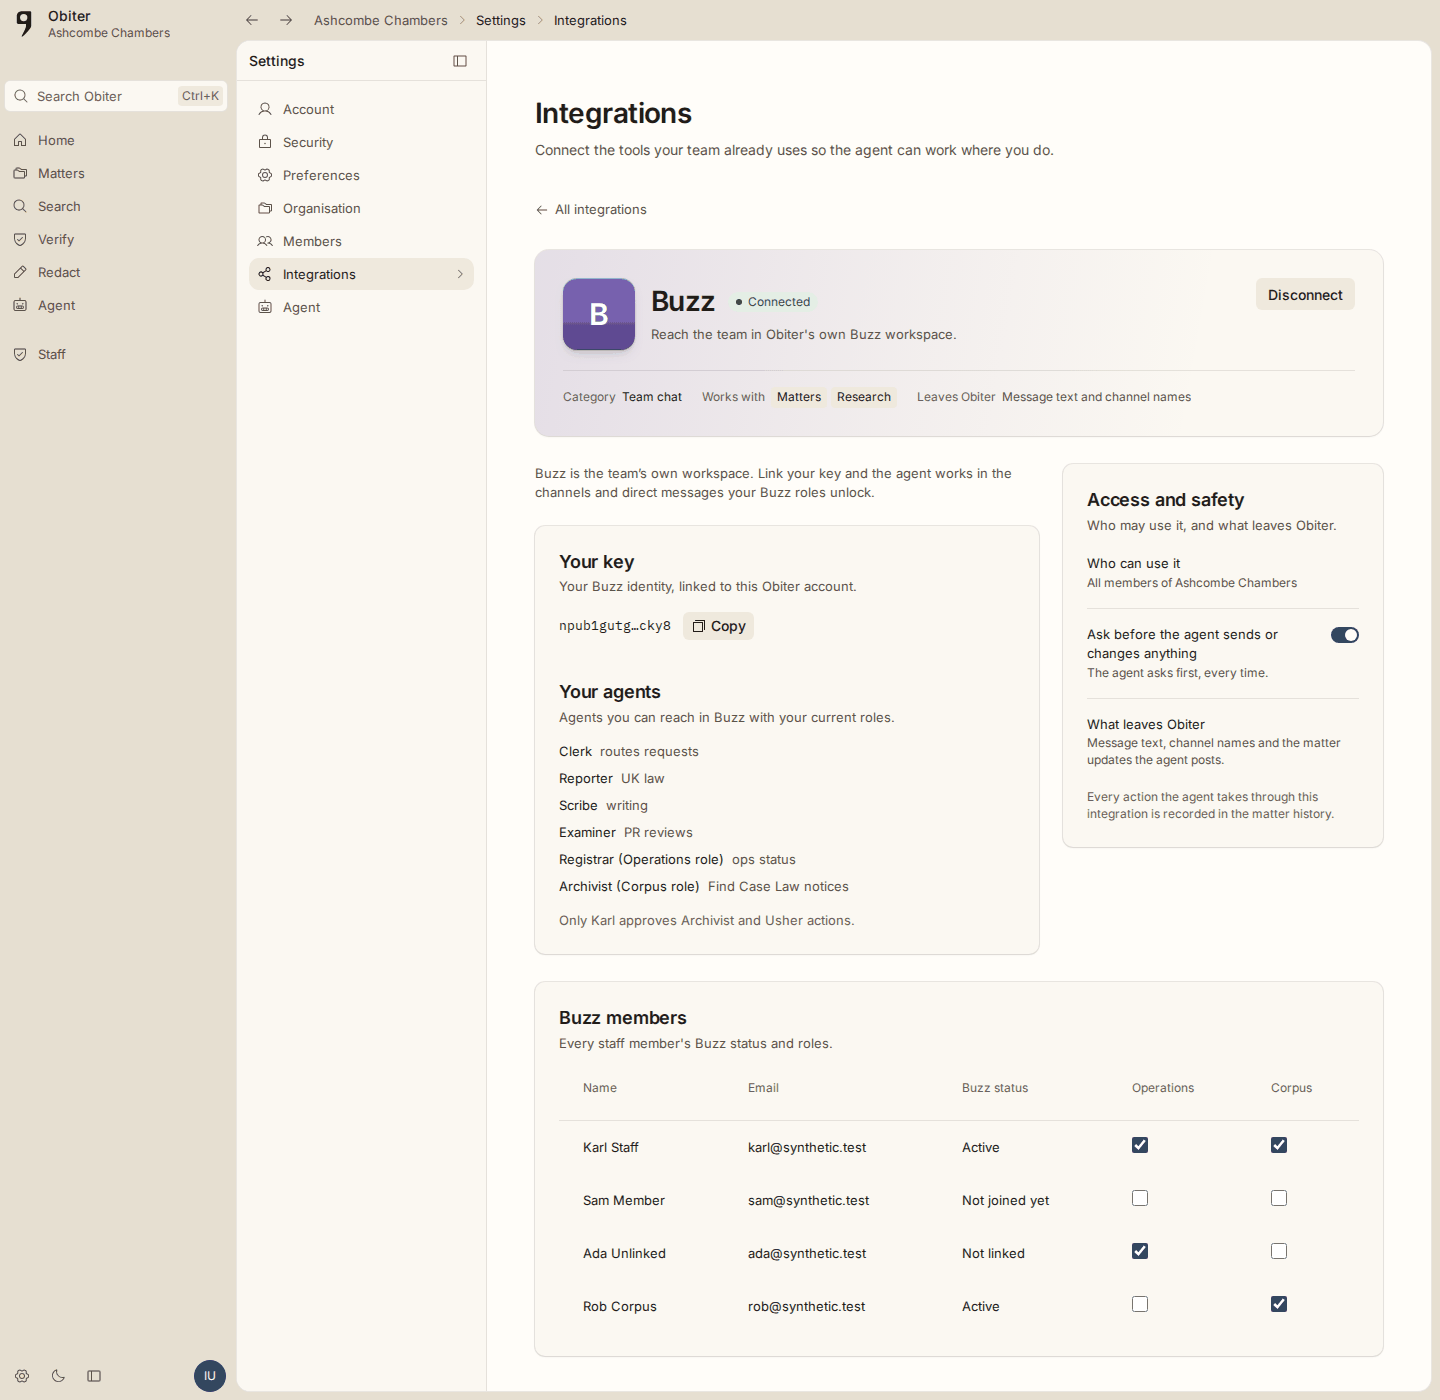 Obiter
Ashcombe Chambers
Search Obiter Ctrl+K
Home
Matters
Search
Verify
Redact
Agent
Staff
IU
Ashcombe Chambers Settings Integrations
Settings
Account
Security
Preferences
Organisation
Members
Integrations
Agent
Integrations
Connect the tools your team already uses so the agent can work where you do.
All integrations
B
Buzz Connected
Reach the team in Obiter's own Buzz workspace.
Disconnect
Category Team chat Works with Matters Research Leaves Obiter Message text and channel names
Buzz is the team’s own workspace. Link your key and the agent works in the
channels and direct messages your Buzz roles unlock.
Your key
Your Buzz identity, linked to this Obiter account.
npub1gutg…cky8 Copy
Your agents
Agents you can reach in Buzz with your current roles.
Clerk routes requests
Reporter UK law
Scribe writing
Examiner PR reviews
Registrar (Operations role) ops status
Archivist (Corpus role) Find Case Law notices
Only Karl approves Archivist and Usher actions.
Access and safety
Who may use it, and what leaves Obiter.
Who can use it
All members of Ashcombe Chambers
Ask before the agent sends or
changes anything
The agent asks first, every time.
What leaves Obiter
Message text, channel names and the matter
updates the agent posts.
Every action the agent takes through this
integration is recorded in the matter history.
Buzz members
Every staff member's Buzz status and roles.
Name Email Buzz status Operations Corpus
Karl Staff karl@synthetic.test Active
Sam Member sam@synthetic.test Not joined yet
Ada Unlinked ada@synthetic.test Not linked
Rob Corpus rob@synthetic.test Active